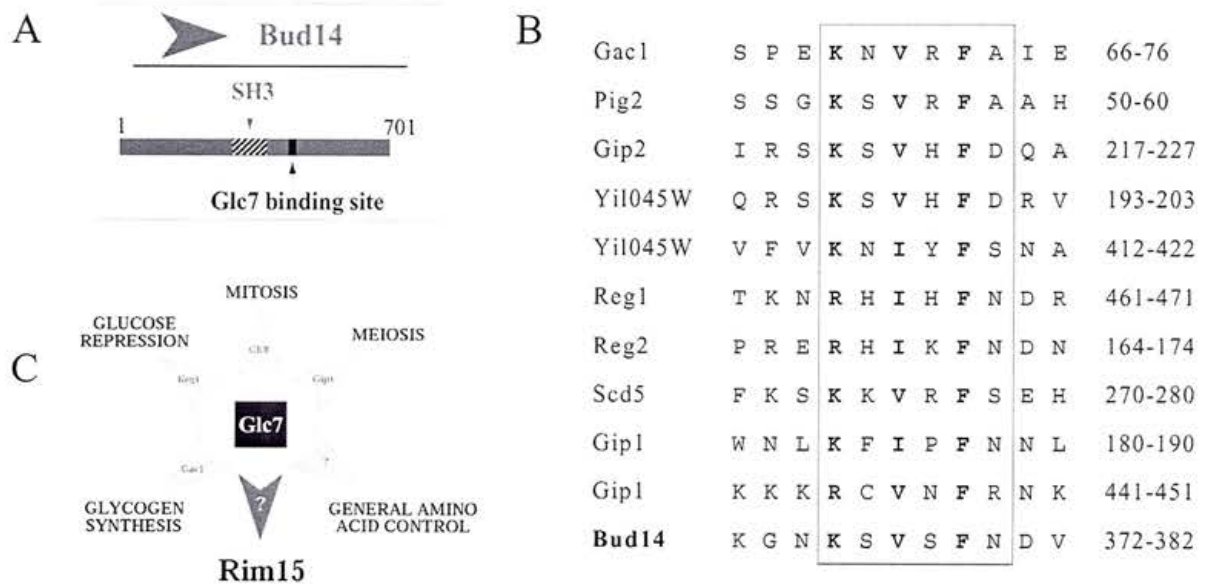 A
Bud14
SH3
1 701
Glc7 binding site
B
Gac1 S P E K N V R F A I E 66-76
Pig2 S S G K S V R F A A H 50-60
Gip2 I R S K S V H F D Q A 217-227
Yil045W Q R S K S V H F D R V 193-203
Yil045W V F V K N I Y F S N A 412-422
Reg1 T K N R H I H F N D R 461-471
Reg2 P R E R H I K F N D N 164-174
Scd5 F K S K K V R F S E H 270-280
Gip1 W N L K F I P F N N L 180-190
Gip1 K K K R C V N F R N K 441-451
Bud14 K G N K S V S F N D V 372-382
C
MITOSIS
GLUCOSE
REPRESSION
MEIOSIS
Reg1
Gip1
Glc7
Gac1
?
?
GLYCOGEN
SYNTHESIS
GENERAL AMINO
ACID CONTROL
Rim15